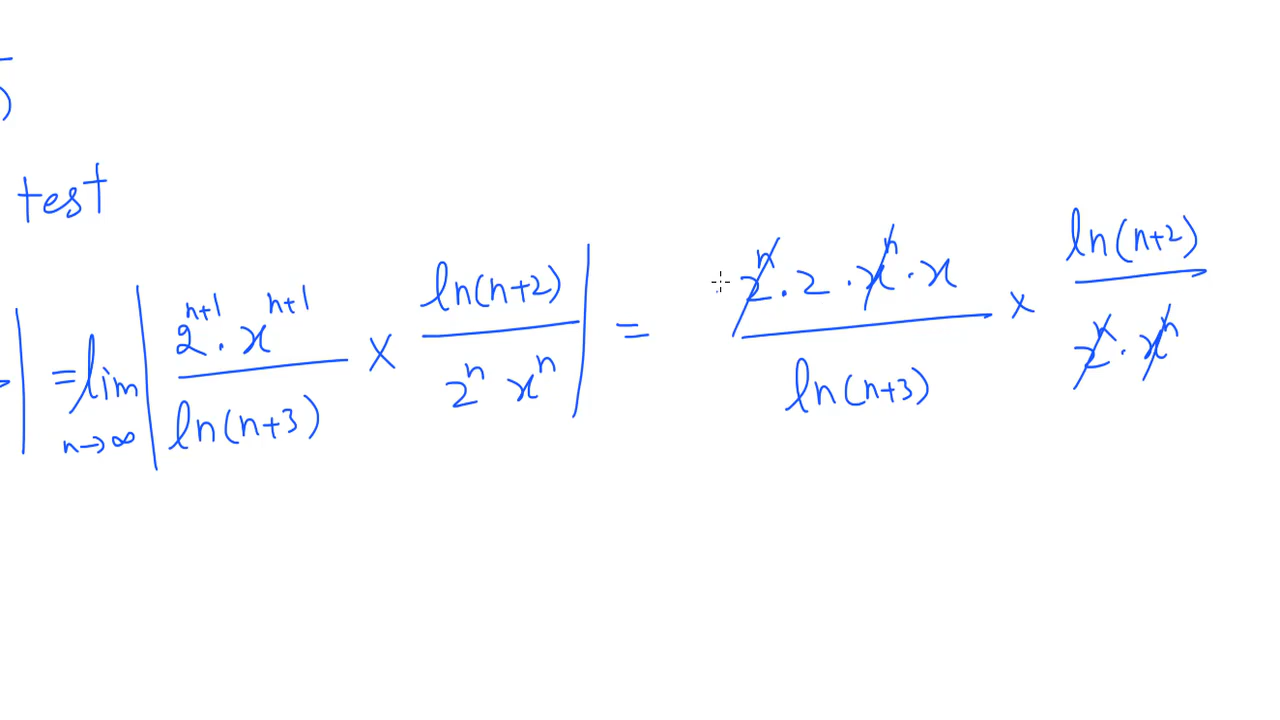 )
test
| = lim n→∞ | 2^(n+1) · x^(n+1) / ln(n+3) × ln(n+2) / 2^n x^n | = 2^n · 2 · x^n · x / ln(n+3) × ln(n+2) / 2^n · x^n